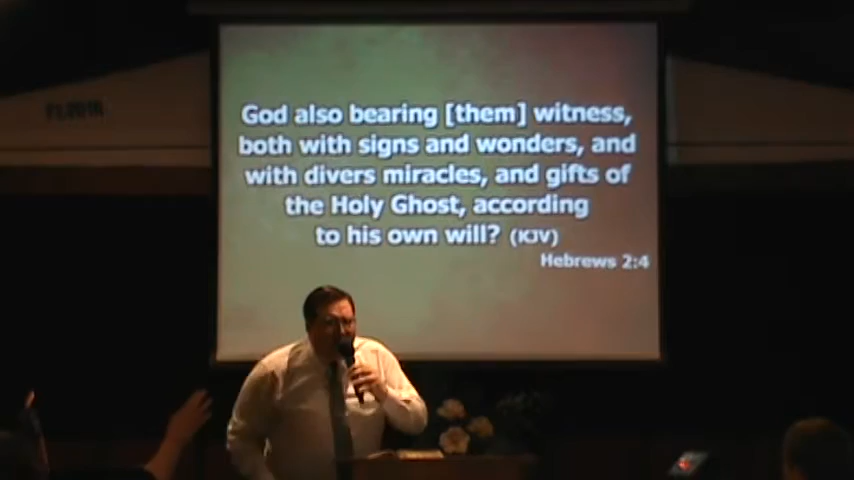 God also bearing [them] witness,
both with signs and wonders, and
with divers miracles, and gifts of
the Holy Ghost, according
to his own will? (KJV)
Hebrews 2:4